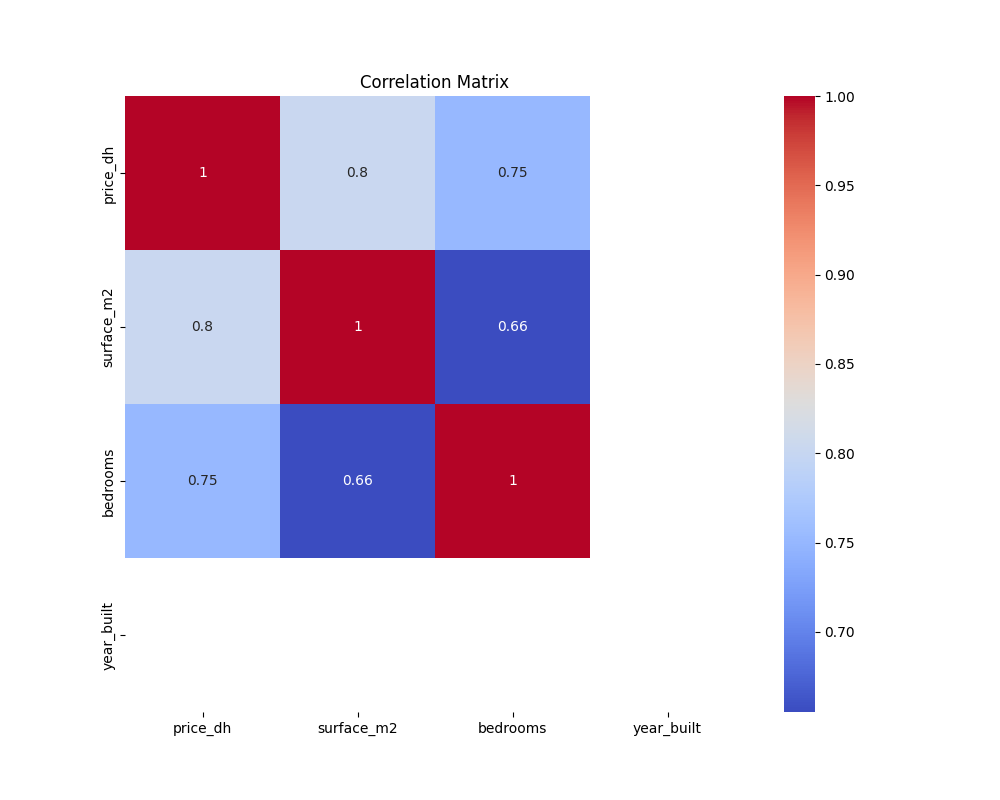 Correlation Matrix
price_dh
1
0.8
0.75
surface_m2
0.8
1
0.66
bedrooms
0.75
0.66
1
year_built
price_dh
surface_m2
bedrooms
year_built
1.00
0.95
0.90
0.85
0.80
0.75
0.70